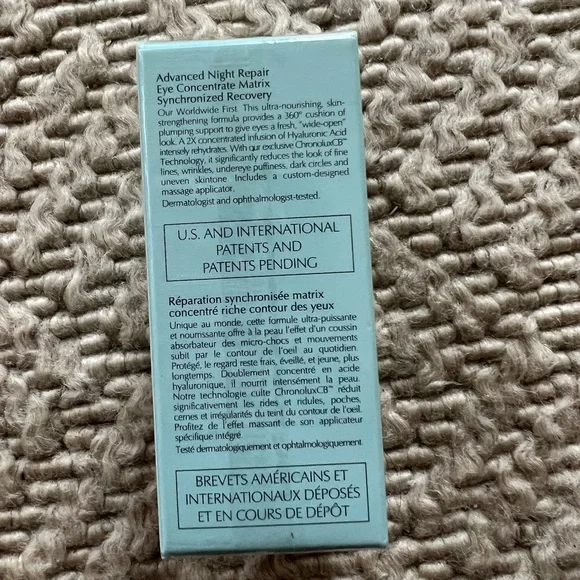 Advanced Night Repair
Eye Concentrate Matrix
Synchronized Recovery
Our Worldwide First. This ultra-nourishing, skin-
strengthening formula provides a 360° cushion of
plumping support to give eyes a fresh, "wide-open"
look. A 2X concentrated infusion of Hyaluronic Acid
intensely rehydrates. With our exclusive ChronoluxCB™
Technology, it significantly reduces the look of fine
lines, wrinkles, undereye puffiness, dark circles and
uneven skintone. Includes a custom-designed
massage applicator.
Dermatologist and ophthalmologist-tested.
U.S. AND INTERNATIONAL
PATENTS AND
PATENTS PENDING
Réparation synchronisée matrix
concentré riche contour des yeux
Unique au monde, cette formule ultra-puissante
et nourrissante offre à la peau l'effet d'un coussin
absorbateur des micro-chocs et mouvements
subit par le contour de l'oeil au quotidien.
Protégé, le regard reste frais, éveillé, et jeune, plus
longtemps. Doublement concentré en acide
hyaluronique, il nourrit intensément la peau.
Notre technologie culte ChronoluxCB™ réduit
significativement les rides et ridules, poches,
cernes et irrégularités du teint du contour de l'oeil.
Profitez de l'effet massant de son applicateur
spécifique intégré.
Testé dermatologiquement et ophtalmologiquement.
BREVETS AMÉRICAINS ET
INTERNATIONAUX DÉPOSÉS
ET EN COURS DE DÉPÔT